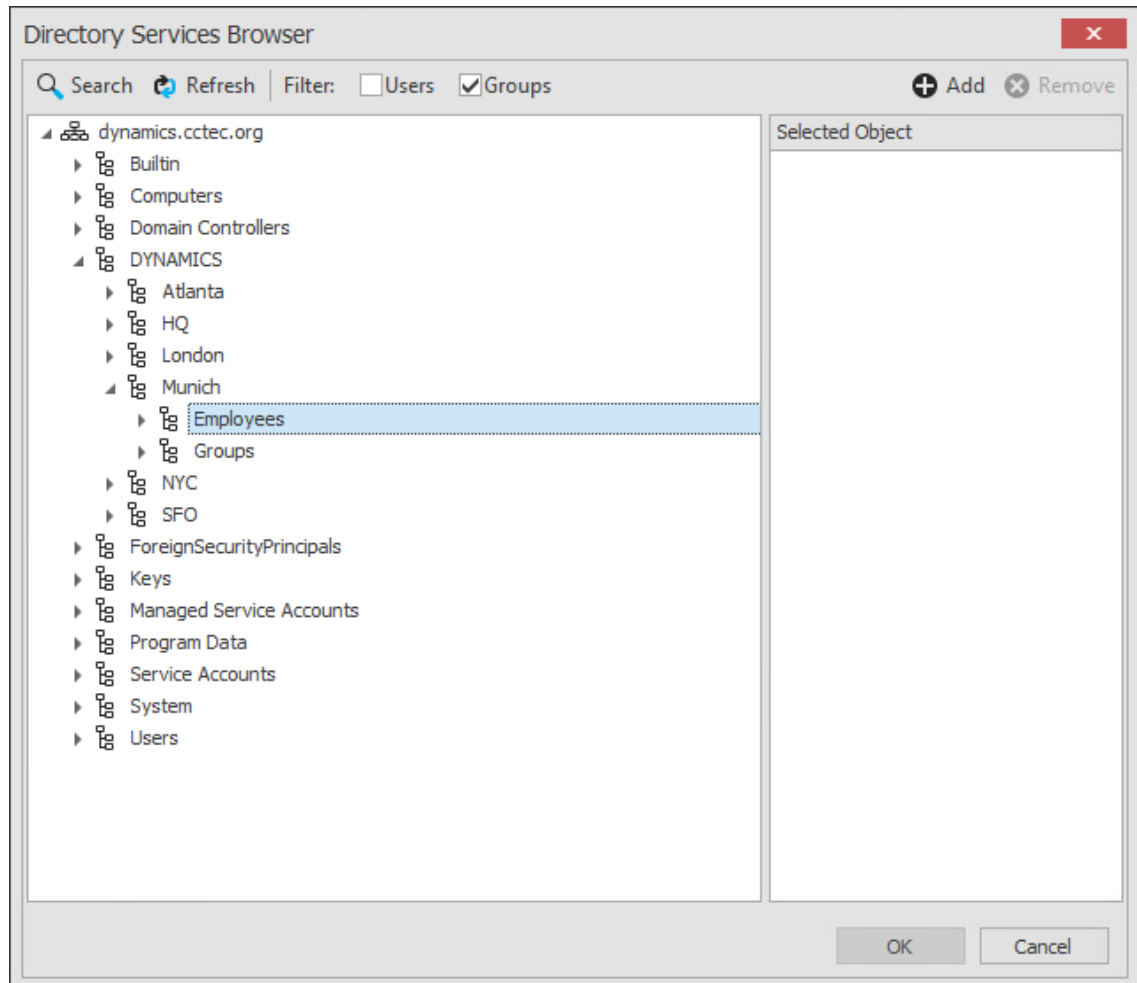 Directory Services Browser
Search Refresh Filter: Users Groups Add Remove
dynamics.cctec.org
Selected Object
Builtin
Computers
Domain Controllers
DYNAMICS
Atlanta
HQ
London
Munich
Employees
Groups
NYC
SFO
ForeignSecurityPrincipals
Keys
Managed Service Accounts
Program Data
Service Accounts
System
Users
OK Cancel